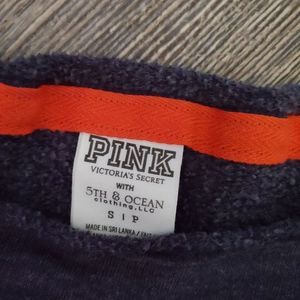 PINK
VICTORIA'S SECRET
WITH
5TH & OCEAN
clothing, LLC
S | P
MADE IN SRI LANKA /